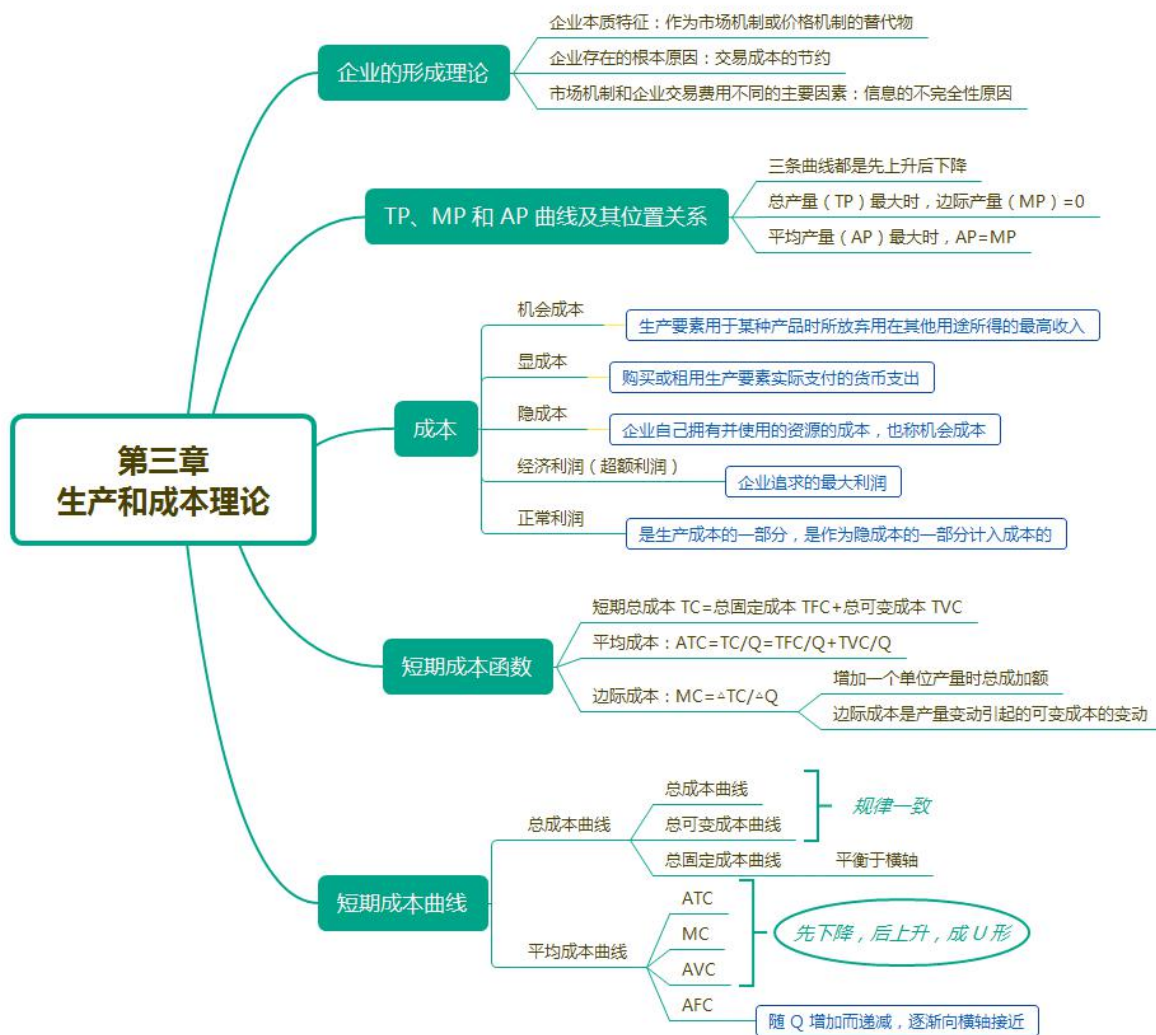 第三章
生产和成本理论
企业的形成理论
企业本质特征：作为市场机制或价格机制的替代物
企业存在的根本原因：交易成本的节约
市场机制和企业交易费用不同的主要因素：信息的不完全性原因
TP、MP 和 AP 曲线及其位置关系
三条曲线都是先上升后下降
总产量（TP）最大时，边际产量（MP）=0
平均产量（AP）最大时，AP=MP
成本
机会成本
生产要素用于某种产品时所放弃用在其他用途所得的最高收入
显成本
购买或租用生产要素实际支付的货币支出
隐成本
企业自己拥有并使用的资源的成本，也称机会成本
经济利润（超额利润）
企业追求的最大利润
正常利润
是生产成本的一部分，是作为隐成本的一部分计入成本的
短期成本函数
短期总成本 TC=总固定成本 TFC+总可变成本 TVC
平均成本：ATC=TC/Q=TFC/Q+TVC/Q
边际成本：MC=△TC/△Q
增加一个单位产量时总成加额
边际成本是产量变动引起的可变成本的变动
短期成本曲线
总成本曲线
总成本曲线
总可变成本曲线
规律一致
总固定成本曲线
平衡于横轴
平均成本曲线
ATC
MC
AVC
先下降，后上升，成 U 形
AFC
随 Q 增加而递减，逐渐向横轴接近